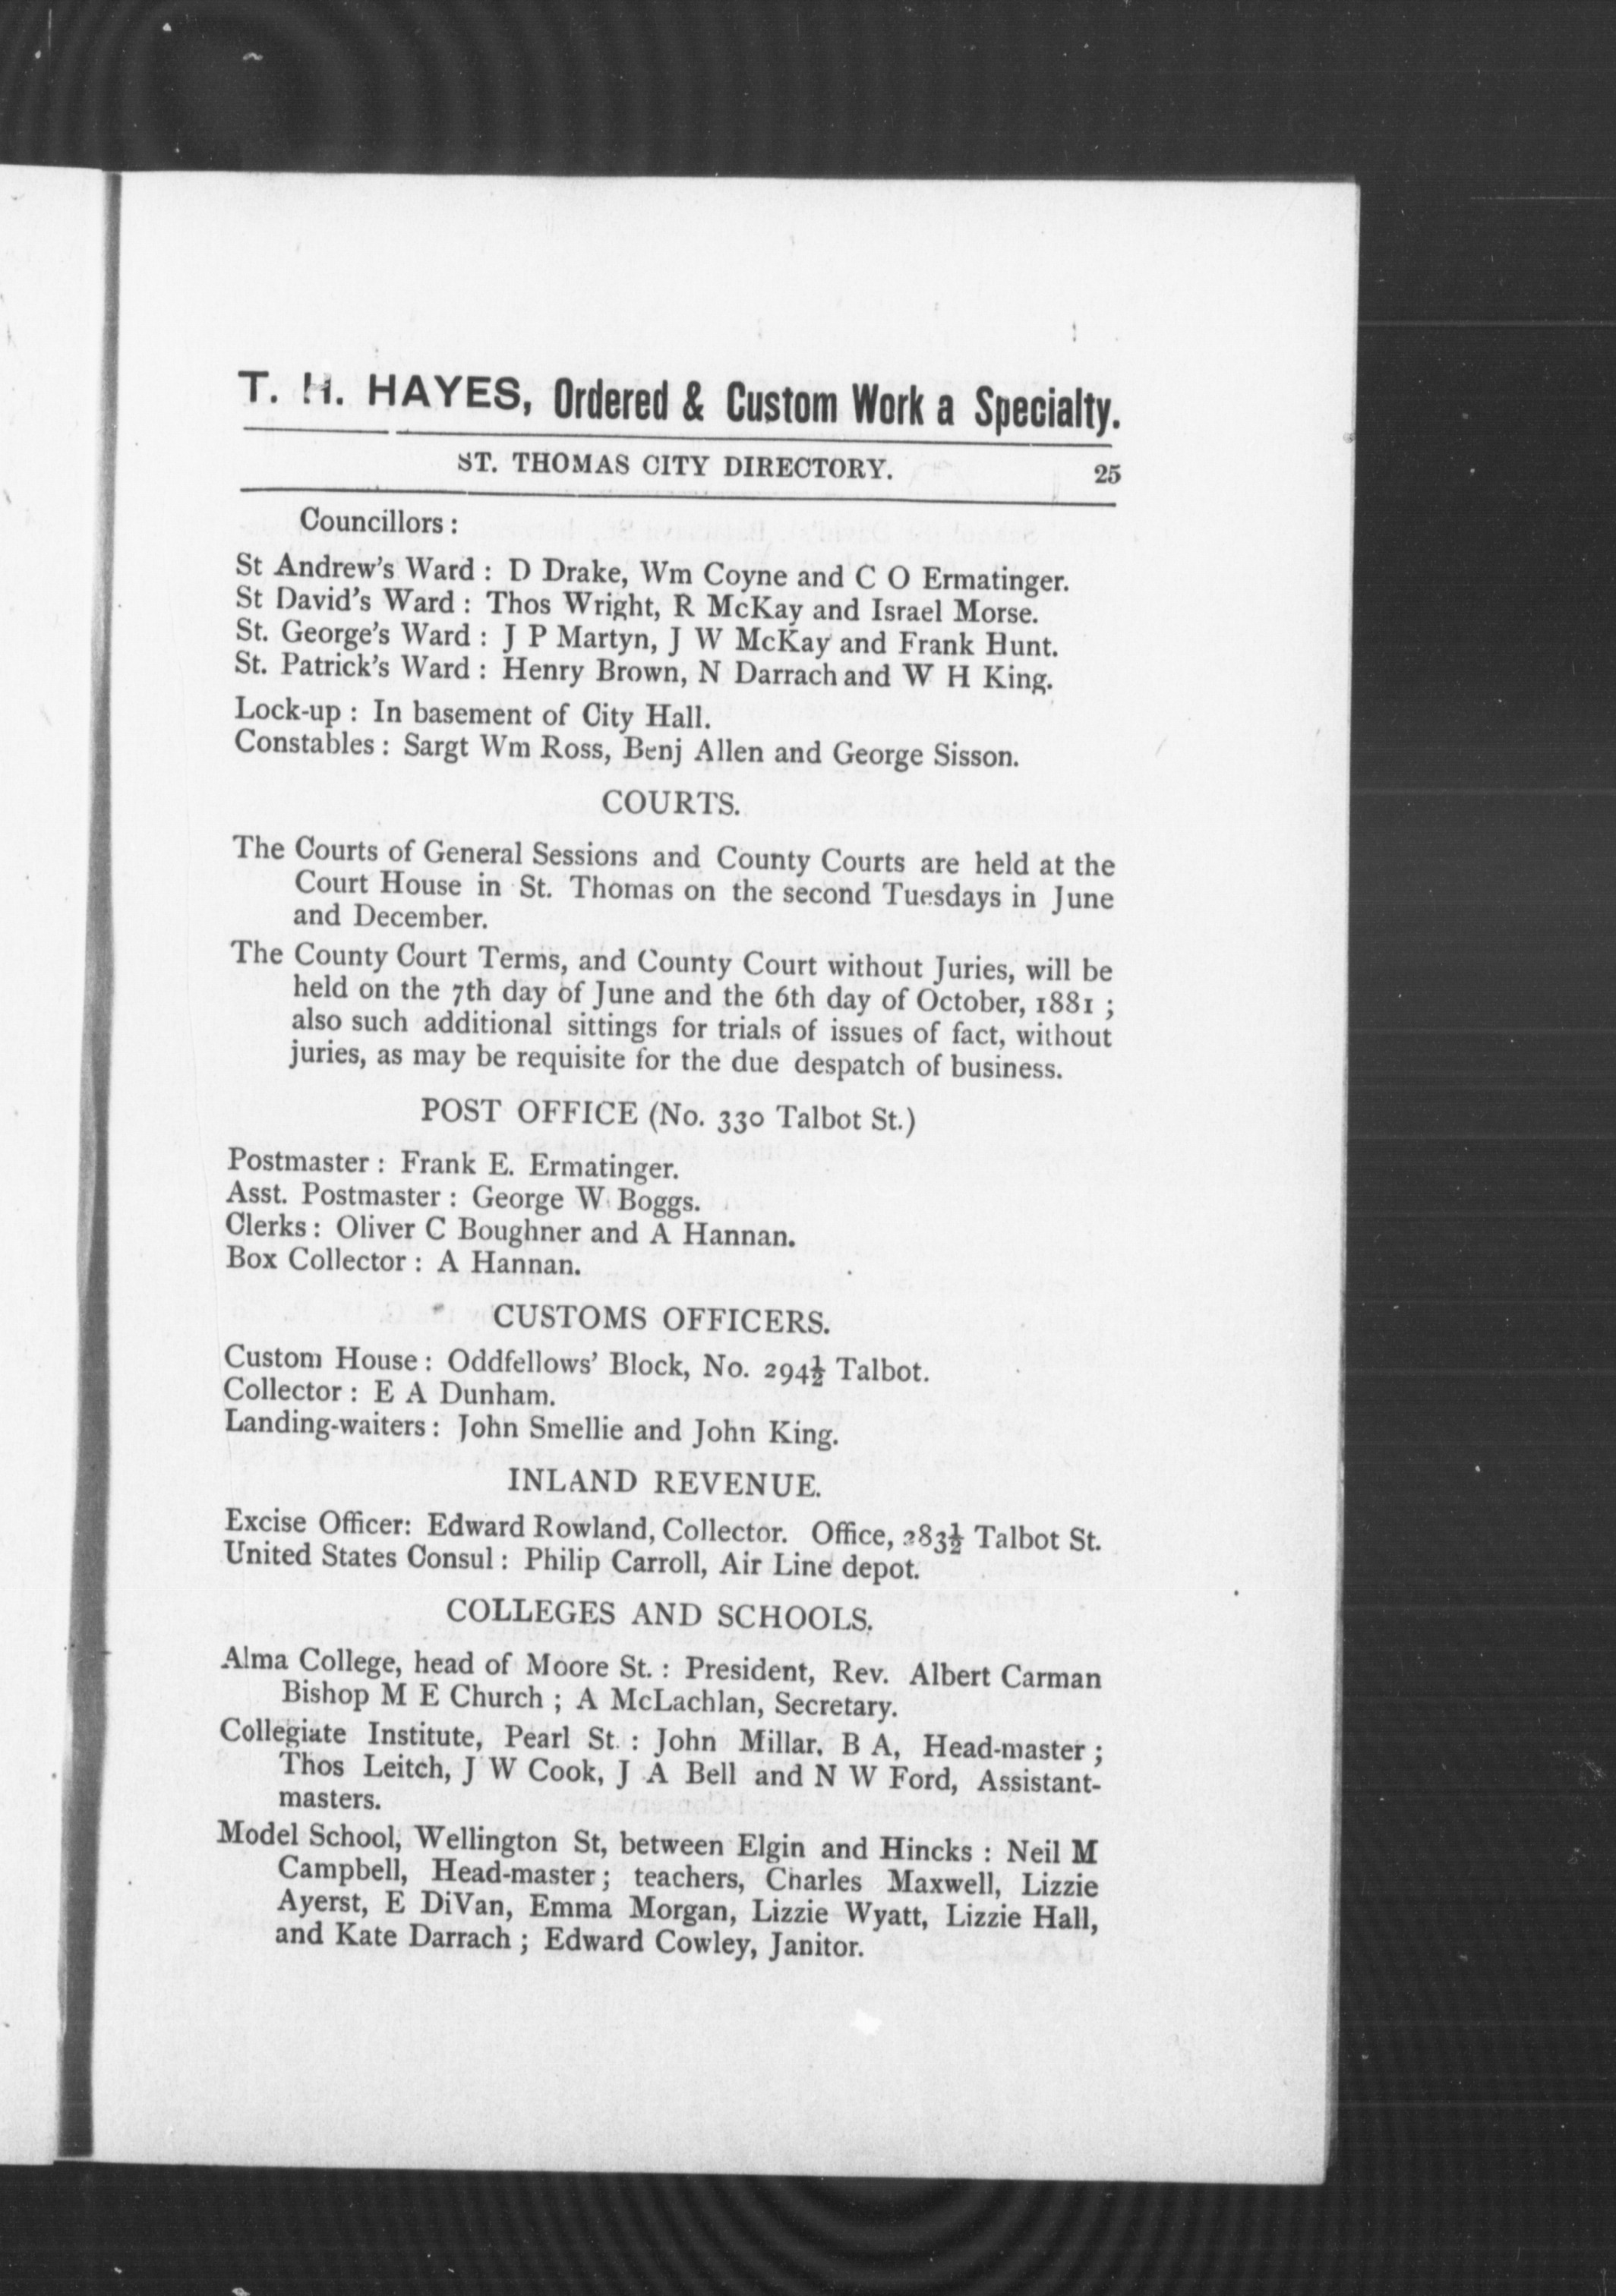 T. H. HAYES, Ordered & Custom Work a Specialty.
ST. THOMAS CITY DIRECTORY. 25
Councillors :
St Andrew's Ward : D Drake, Wm Coyne and C O Ermatinger.
St David's Ward : Thos Wright, R McKay and Israel Morse.
St. George's Ward : J P Martyn, J W McKay and Frank Hunt.
St. Patrick's Ward : Henry Brown, N Darrach and W H King.
Lock-up : In basement of City Hall.
Constables : Sargt Wm Ross, Benj Allen and George Sisson.
COURTS.
The Courts of General Sessions and County Courts are held at the
Court House in St. Thomas on the second Tuesdays in June
and December.
The County Court Terms, and County Court without Juries, will be
held on the 7th day of June and the 6th day of October, 1881 ;
also such additional sittings for trials of issues of fact, without
juries, as may be requisite for the due despatch of business.
POST OFFICE (No. 330 Talbot St.)
Postmaster : Frank E. Ermatinger.
Asst. Postmaster : George W Boggs.
Clerks : Oliver C Boughner and A Hannan.
Box Collector : A Hannan.
CUSTOMS OFFICERS.
Custom House : Oddfellows' Block, No. 294½ Talbot.
Collector : E A Dunham.
Landing-waiters : John Smellie and John King.
INLAND REVENUE.
Excise Officer: Edward Rowland, Collector. Office, 283½ Talbot St.
United States Consul : Philip Carroll, Air Line depot.
COLLEGES AND SCHOOLS.
Alma College, head of Moore St. : President, Rev. Albert Carman
Bishop M E Church ; A McLachlan, Secretary.
Collegiate Institute, Pearl St. : John Millar, B A, Head-master ;
Thos Leitch, J W Cook, J A Bell and N W Ford, Assistant-
masters.
Model School, Wellington St, between Elgin and Hincks : Neil M
Campbell, Head-master ; teachers, Charles Maxwell, Lizzie
Ayerst, E DiVan, Emma Morgan, Lizzie Wyatt, Lizzie Hall,
and Kate Darrach ; Edward Cowley, Janitor.